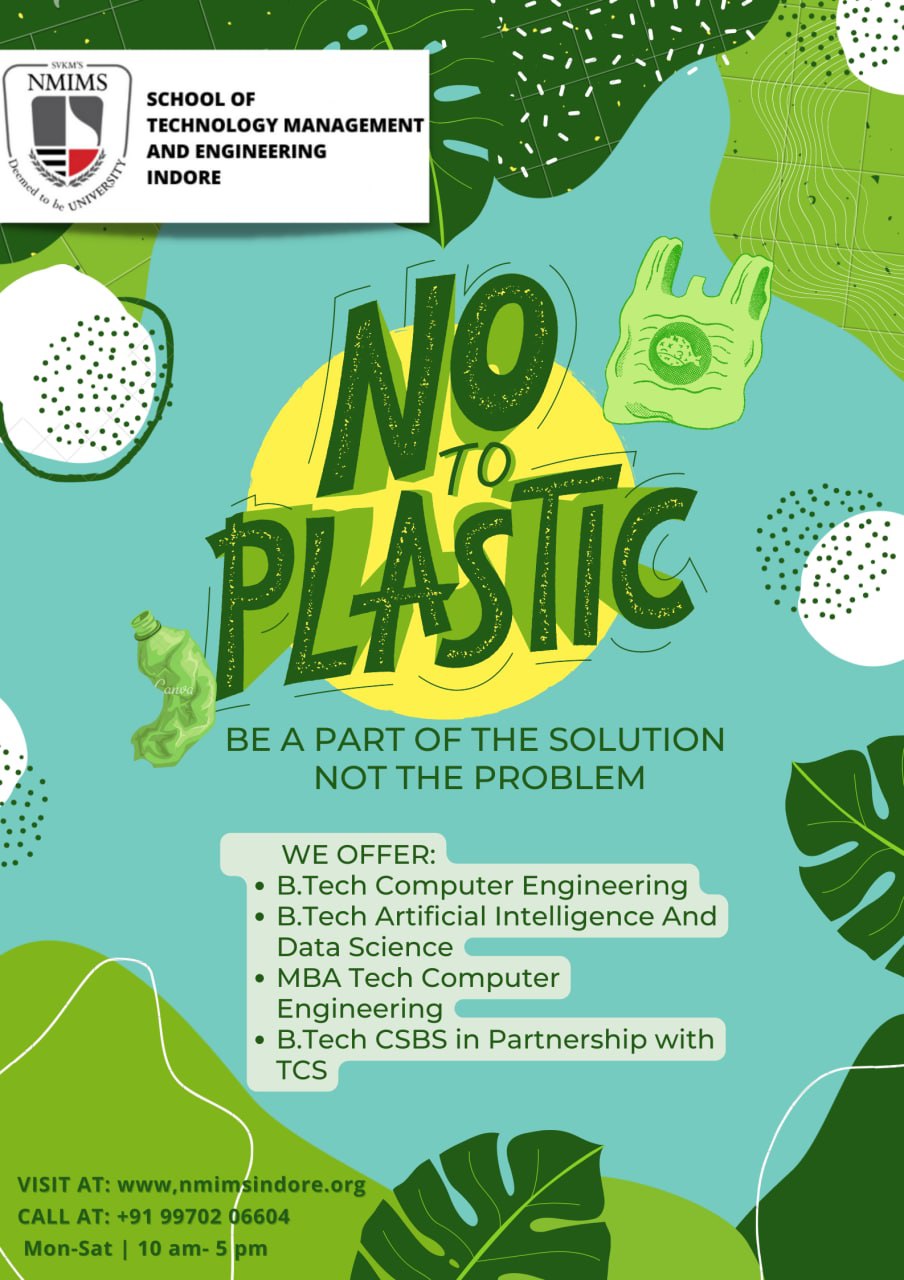 SVKM'S
NMIMS
Deemed to be UNIVERSITY
SCHOOL OF
TECHNOLOGY MANAGEMENT
AND ENGINEERING
INDORE
NO
TO
PLASTIC
Canva
BE A PART OF THE SOLUTION
NOT THE PROBLEM
WE OFFER:
• B.Tech Computer Engineering
• B.Tech Artificial Intelligence And
Data Science
• MBA Tech Computer
Engineering
• B.Tech CSBS in Partnership with
TCS
VISIT AT: www,nmimsindore.org
CALL AT: +91 99702 06604
Mon-Sat | 10 am- 5 pm